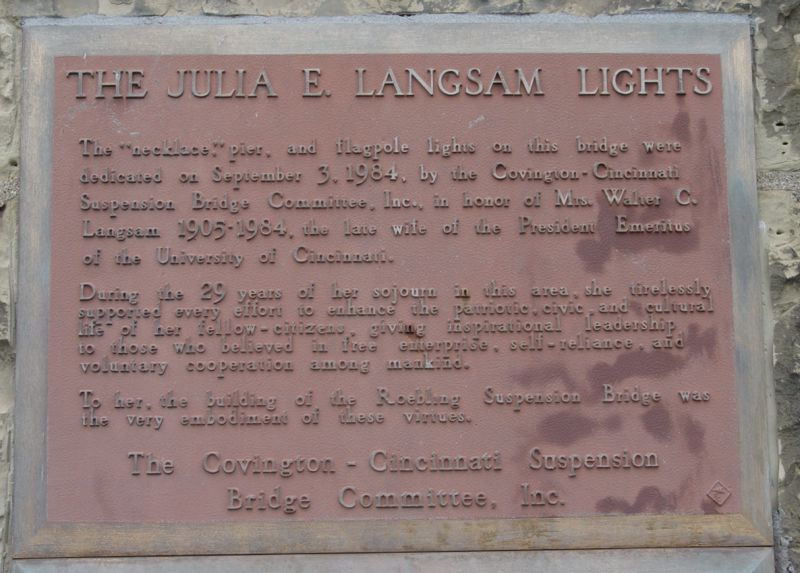 THE JULIA E. LANGSAM LIGHTS
The "necklace," pier, and flagpole lights on this bridge were
dedicated on September 3, 1984, by the Covington-Cincinnati
Suspension Bridge Committee, Inc., in honor of Mrs. Walter C.
Langsam 1905-1984, the late wife of the President Emeritus
of the University of Cincinnati.
During the 29 years of her sojourn in this area, she tirelessly
supported every effort to enhance the patriotic, civic and cultural
life of her fellow-citizens, giving inspirational leadership
to those who believed in free enterprise, self-reliance, and
voluntary cooperation among mankind.
To her, the building of the Roebling Suspension Bridge was
the very embodiment of these virtues.
The Covington - Cincinnati Suspension
Bridge Committee, Inc.